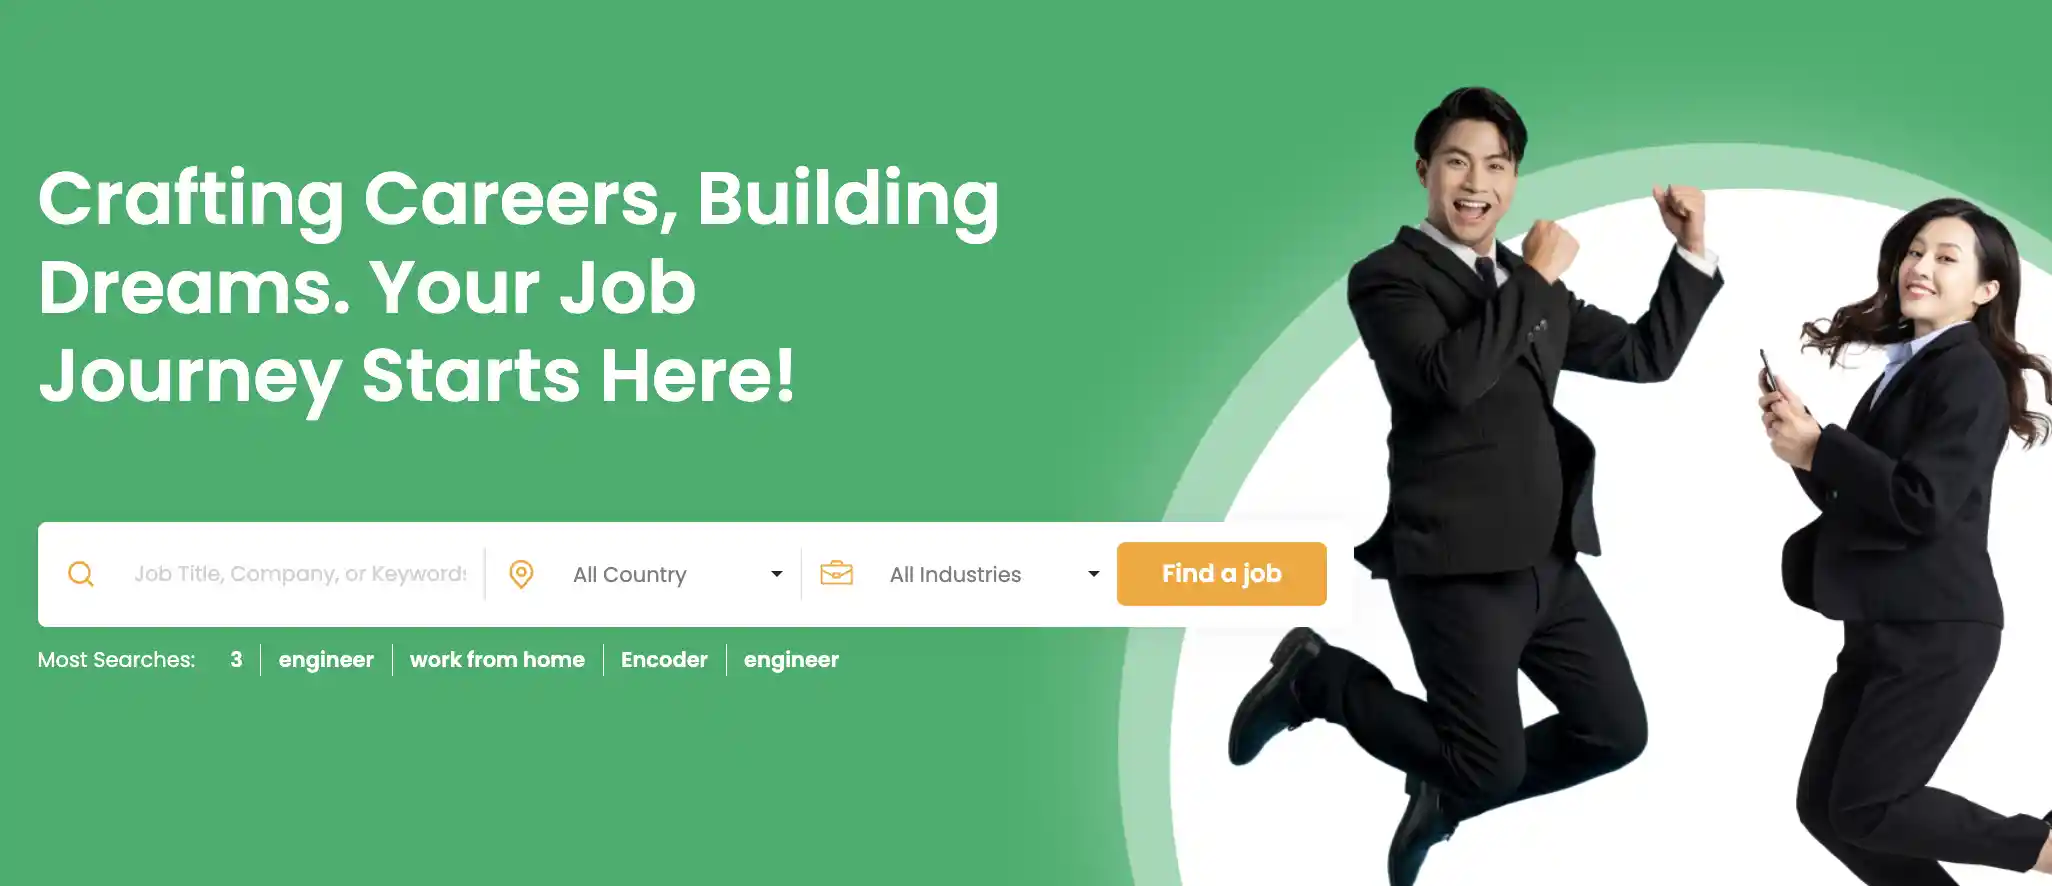 Crafting Careers, Building
Dreams. Your Job
Journey Starts Here!
Job Title, Company, or Keywords
All Country
All Industries
Find a job
Most Searches: 3 engineer work from home Encoder engineer